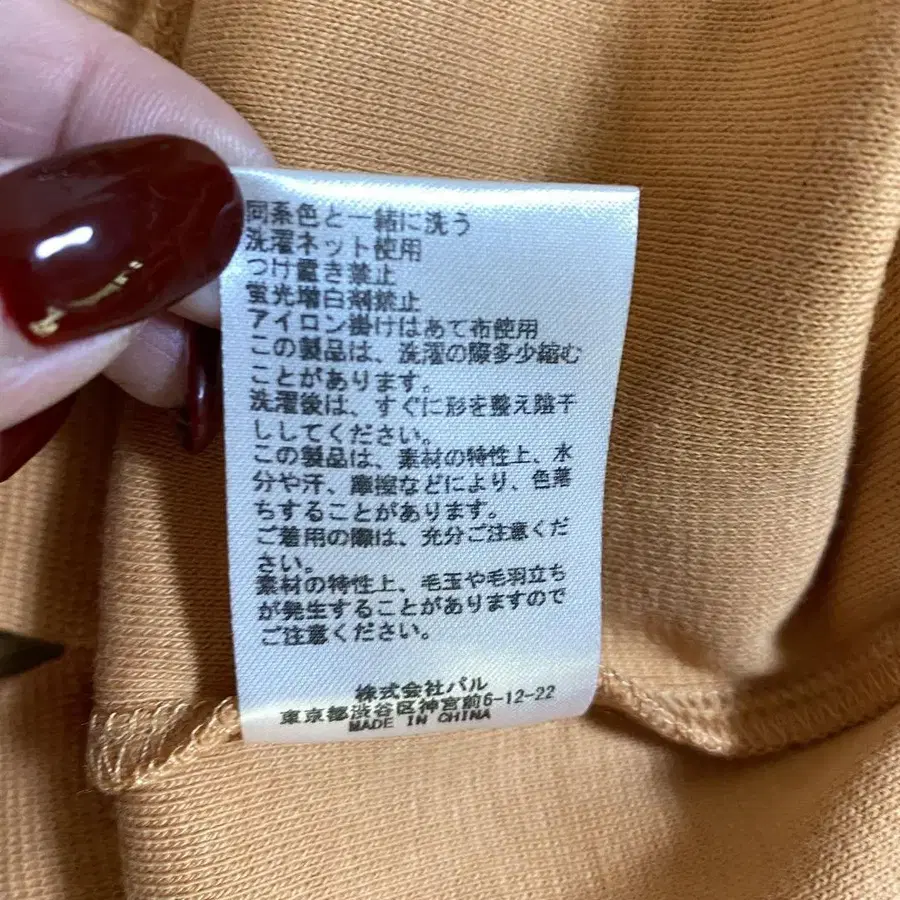 同系色と一緒に洗う
洗濯ネット使用
つけ置き禁止
蛍光増白剤禁止
アイロン掛けはあて布使用
この製品は、洗濯の際多少縮む
ことがあります。
洗濯後は、すぐに形を整え陰干
ししてください。
この製品は、素材の特性上、水
分や汗、摩擦などにより、色落
ちすることがあります。
ご着用の際は、充分ご注意くだ
さい。
素材の特性上、毛玉や毛羽立ち
が発生することがありますので
ご注意ください。
株式会社パル
東京都渋谷区神宮前6-12-22
MADE IN CHINA